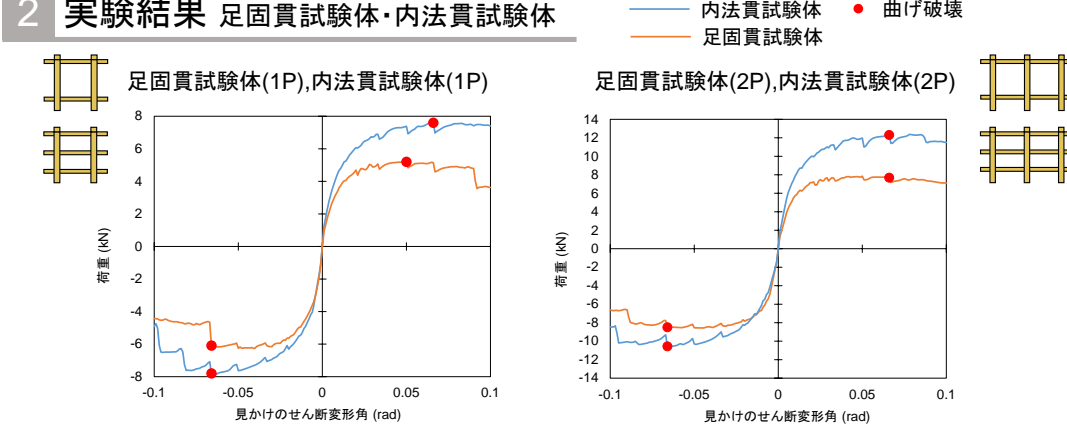 2 実験結果 足固貫試験体・内法貫試験体
内法貫試験体 曲げ破壊
足固貫試験体
足固貫試験体(1P),内法貫試験体(1P)
8
6
4
2
0
-2
-4
-6
-8
荷重 (kN)
-0.1 -0.05 0 0.05 0.1
見かけのせん断変形角 (rad)
足固貫試験体(2P),内法貫試験体(2P)
14
12
10
8
6
4
2
0
-2
-4
-6
-8
-10
-12
-14
荷重 (kN)
-0.1 -0.05 0 0.05 0.1
見かけのせん断変形角 (rad)